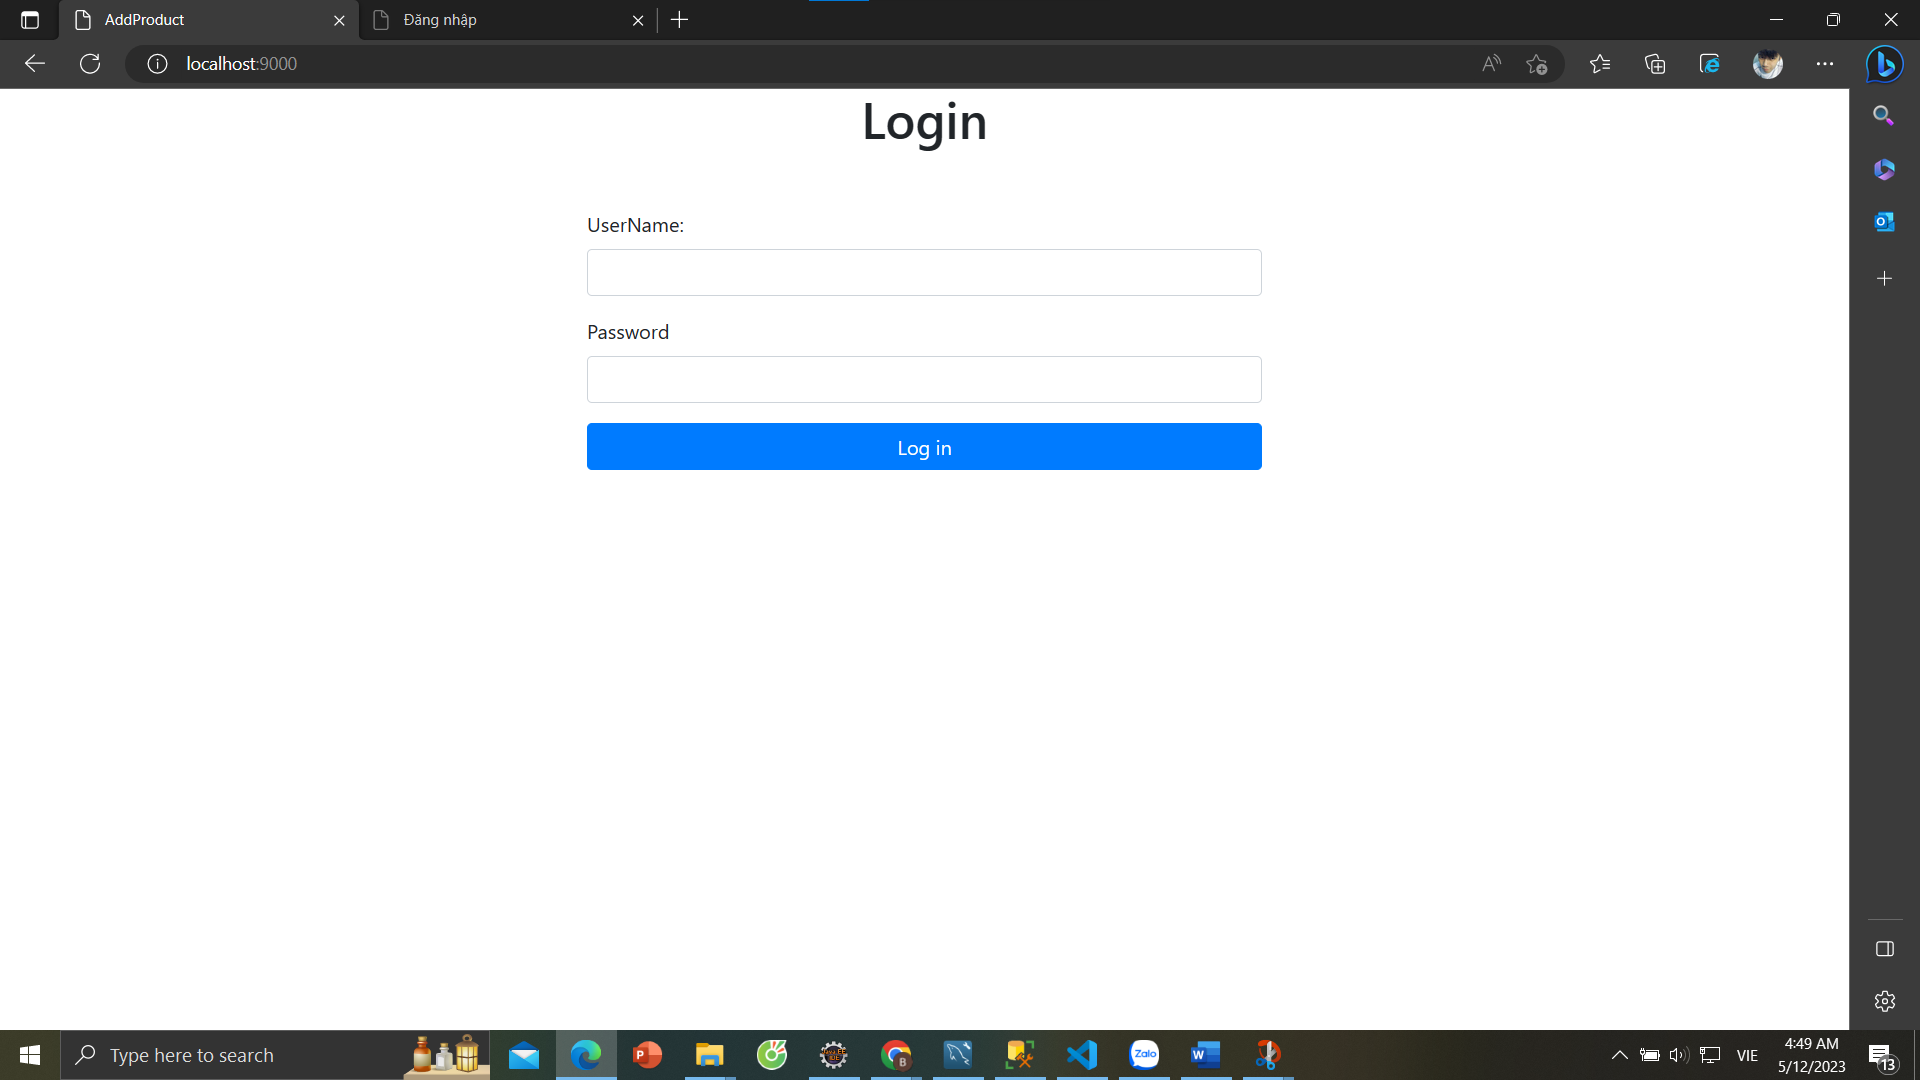 AddProduct
Đăng nhập
localhost:9000
Login
UserName:
Password
Log in
Type here to search
Zalo
VIE
4:49 AM
5/12/2023
13